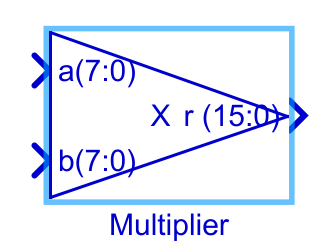 a(7:0)
X r (15:0)
b(7:0)
Multiplier